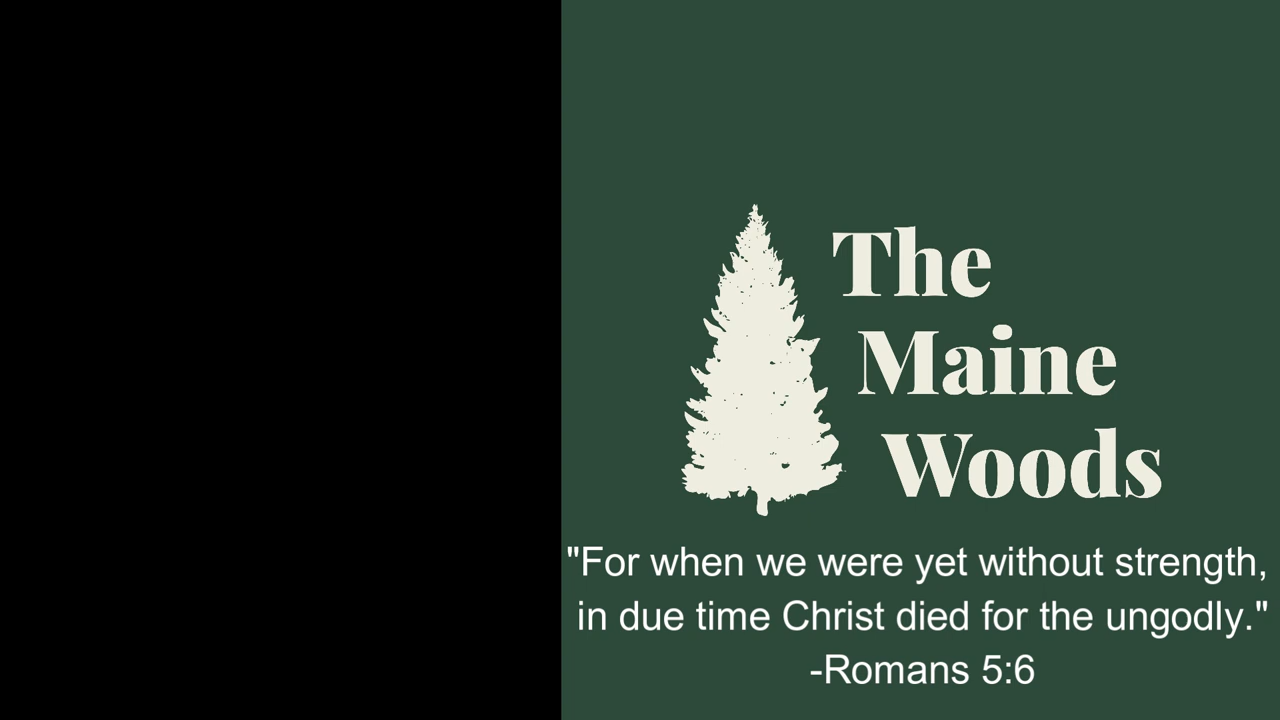 The
Maine
Woods
"For when we were yet without strength,
in due time Christ died for the ungodly."
-Romans 5:6